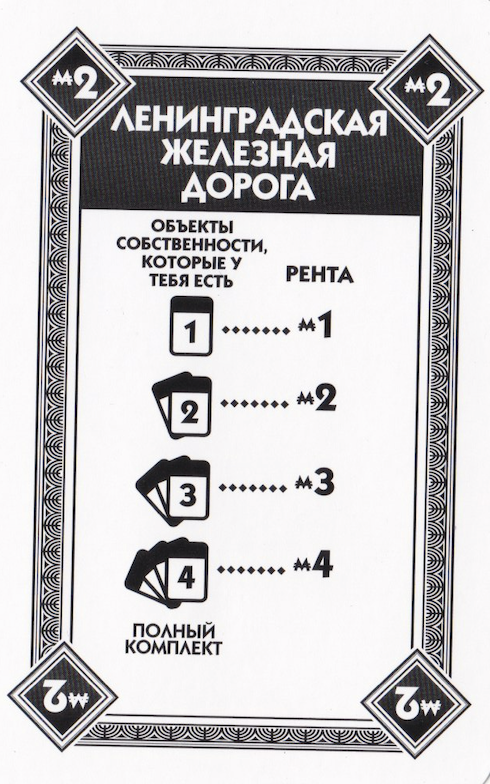 ₩2
₩2
ЛЕНИНГРАДСКАЯ
ЖЕЛЕЗНАЯ
ДОРОГА
ОБЪЕКТЫ
СОБСТВЕННОСТИ,
КОТОРЫЕ У
ТЕБЯ ЕСТЬ
РЕНТА
1 ........ ₩1
2 ........ ₩2
3 ........ ₩3
4 ........ ₩4
ПОЛНЫЙ
КОМПЛЕКТ
₩2
₩2